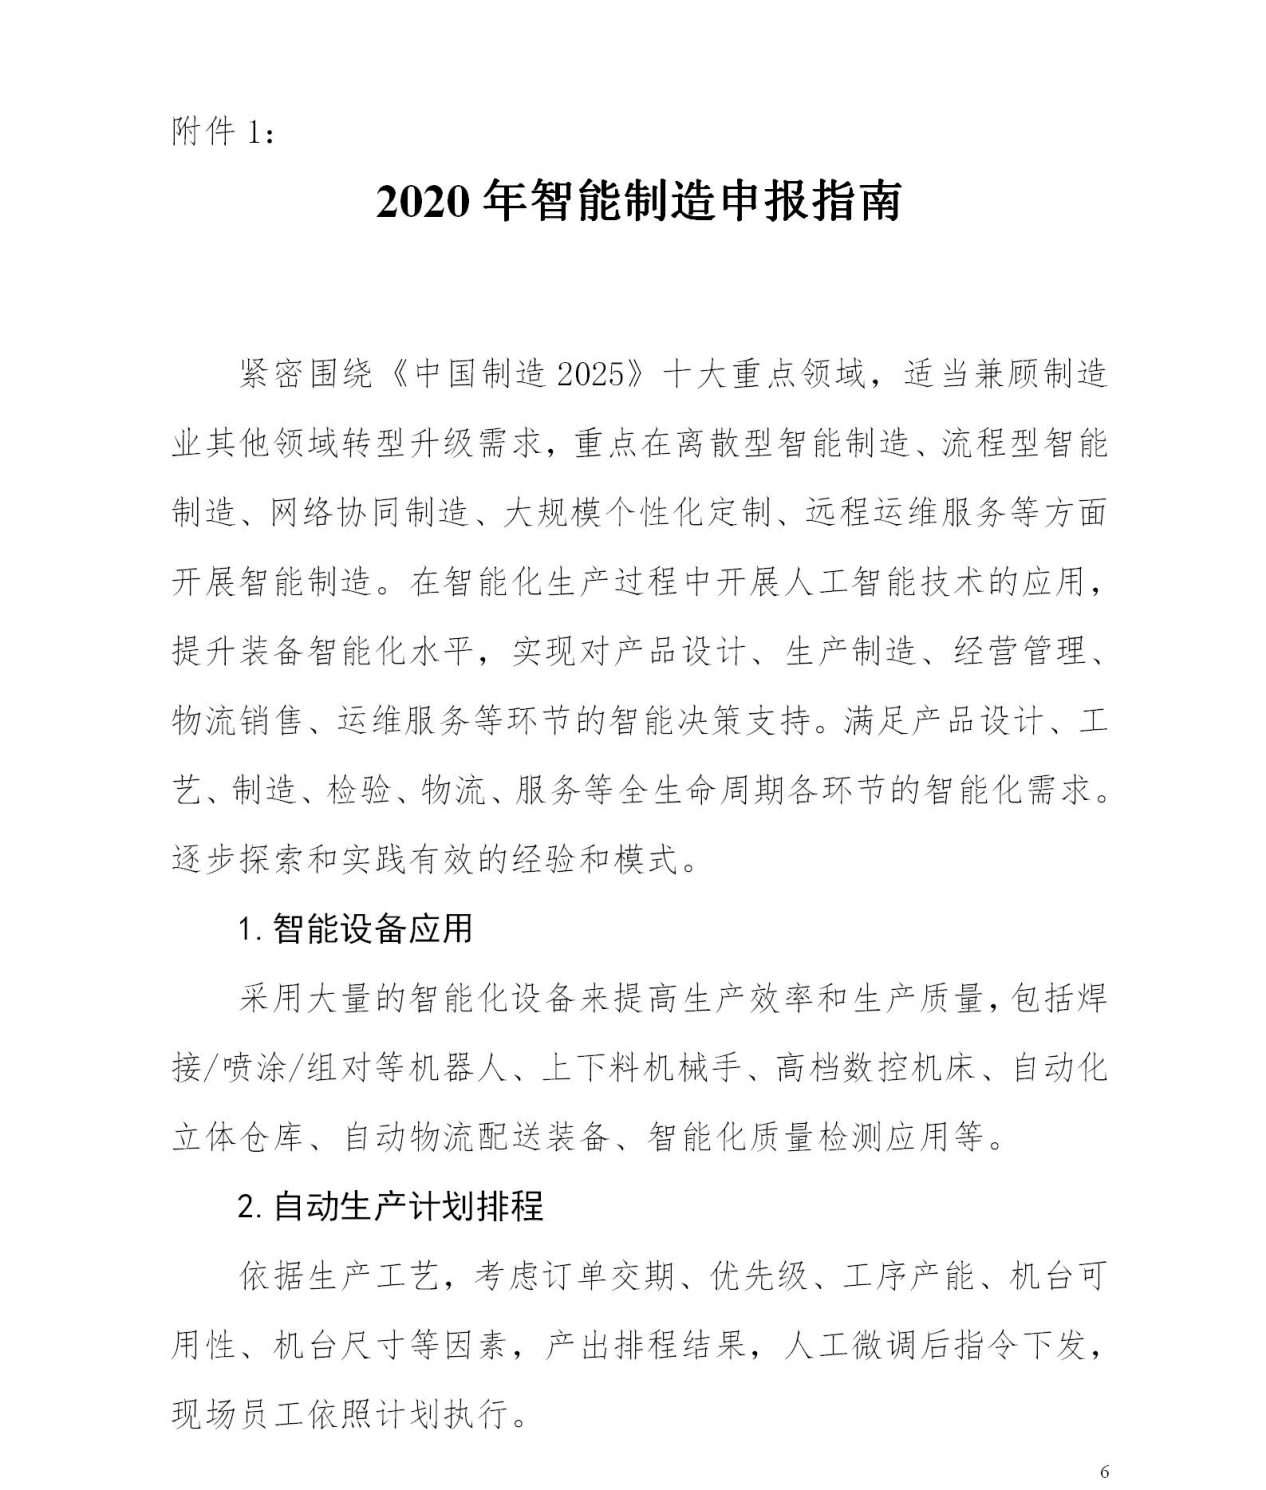 附件 1:
2020 年智能制造申报指南
紧密围绕《中国制造 2025》十大重点领域，适当兼顾制造
业其他领域转型升级需求，重点在离散型智能制造、流程型智能
制造、网络协同制造、大规模个性化定制、远程运维服务等方面
开展智能制造。在智能化生产过程中开展人工智能技术的应用，
提升装备智能化水平，实现对产品设计、生产制造、经营管理、
物流销售、运维服务等环节的智能决策支持。满足产品设计、工
艺、制造、检验、物流、服务等全生命周期各环节的智能化需求。
逐步探索和实践有效的经验和模式。
1. 智能设备应用
采用大量的智能化设备来提高生产效率和生产质量，包括焊
接/喷涂/组对等机器人、上下料机械手、高档数控机床、自动化
立体仓库、自动物流配送装备、智能化质量检测应用等。
2. 自动生产计划排程
依据生产工艺，考虑订单交期、优先级、工序产能、机台可
用性、机台尺寸等因素，产出排程结果，人工微调后指令下发，
现场员工依照计划执行。
6